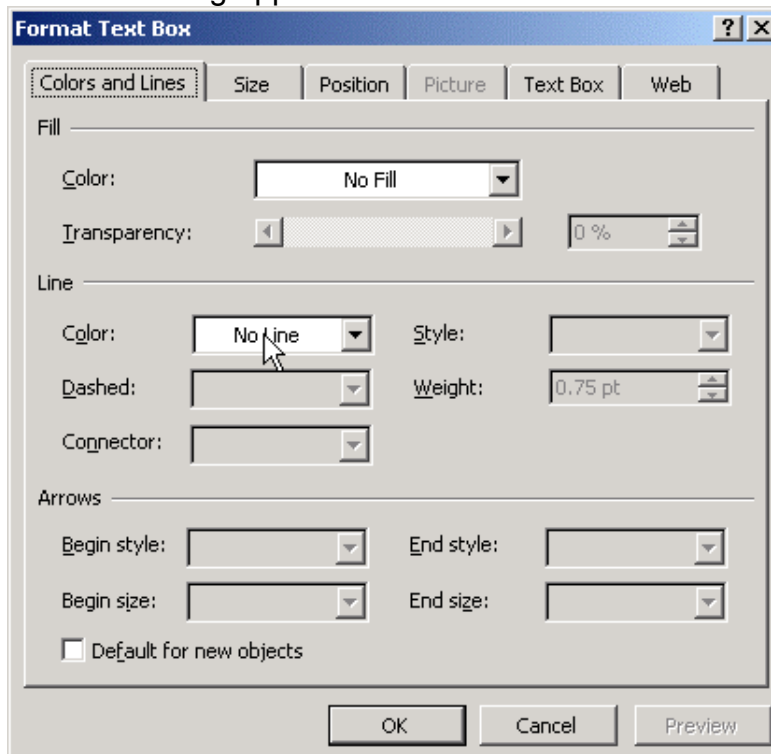 Format Text Box
Colors and Lines Size Position Picture Text Box Web
Fill
Color: No Fill
Transparency: 0 %
Line
Color: No Line Style:
Dashed: Weight: 0.75 pt
Connector:
Arrows
Begin style: End style:
Begin size: End size:
Default for new objects
OK Cancel Preview